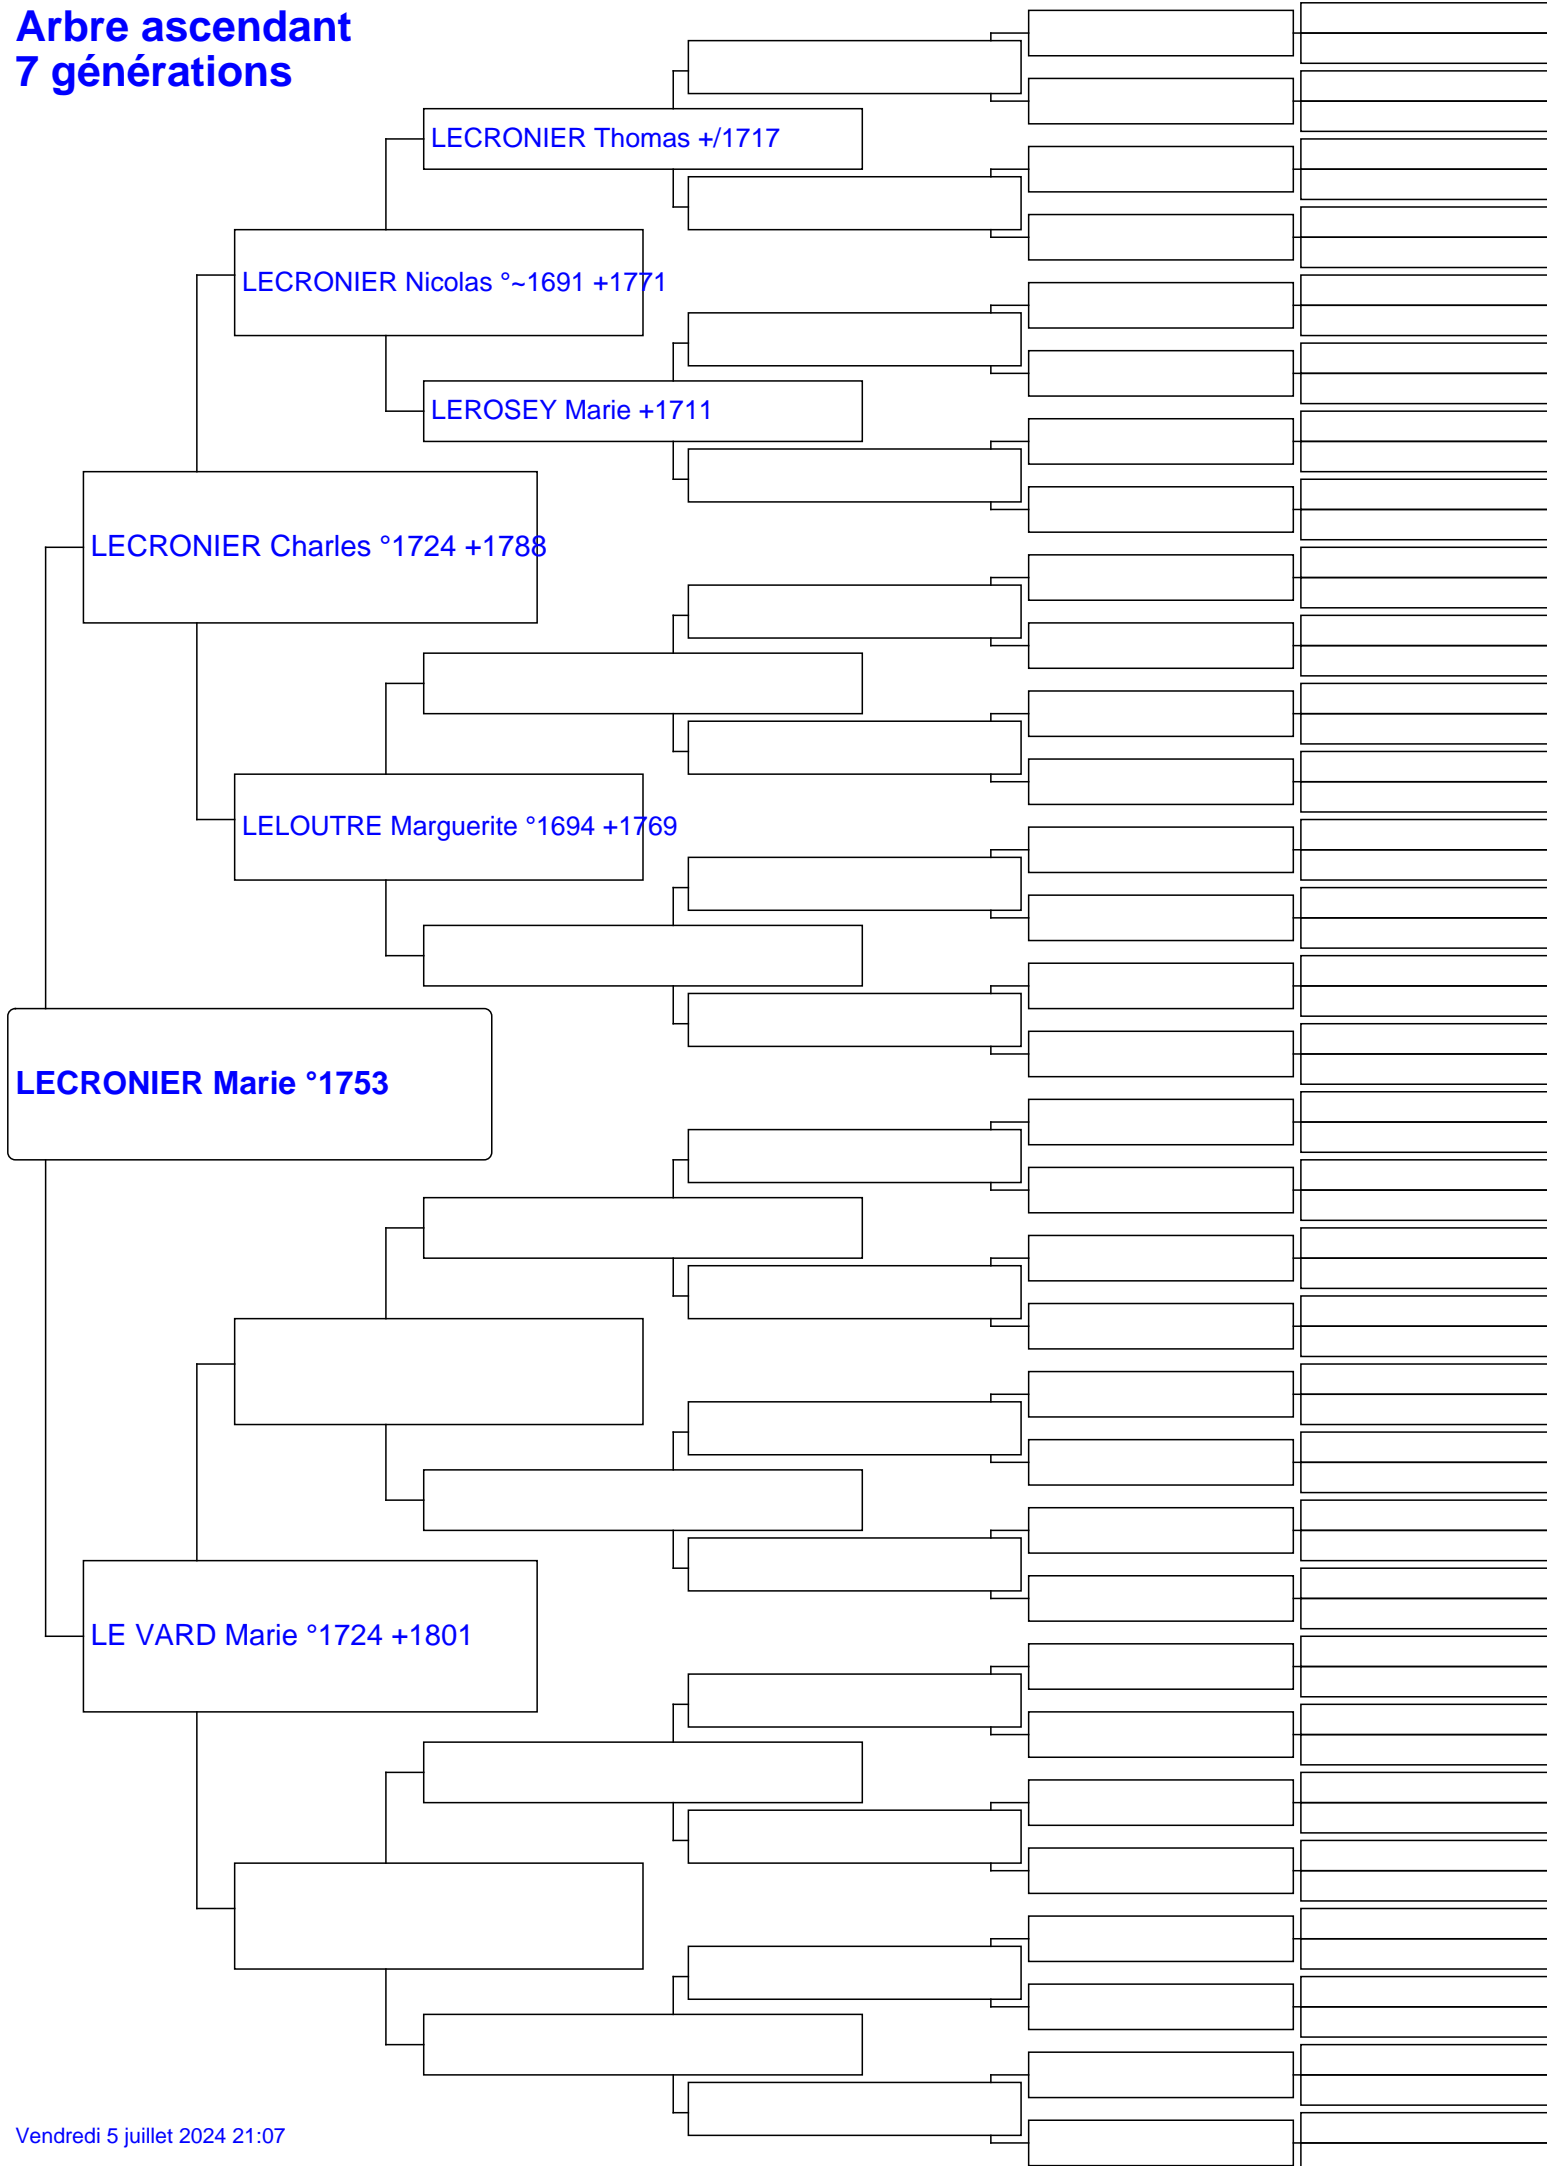 Arbre ascendant
7 générations
LECRONIER Thomas +/1717
LECRONIER Nicolas °~1691 +1771
LEROSEY Marie +1711
LECRONIER Charles °1724 +1788
LELOUTRE Marguerite °1694 +1769
LECRONIER Marie °1753
LE VARD Marie °1724 +1801
Vendredi 5 juillet 2024 21:07